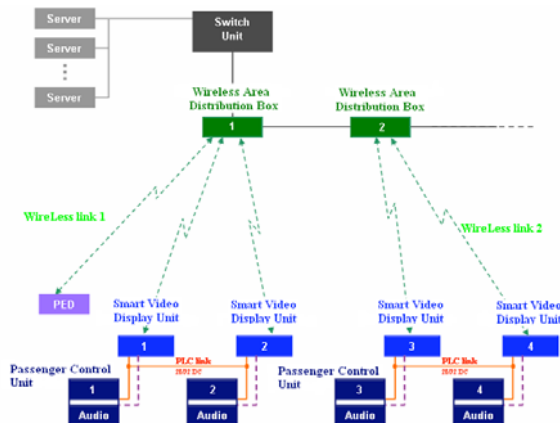 Server
Server
Server
Switch
Unit
Wireless Area
Distribution Box
1
Wireless Area
Distribution Box
2
WireLess link 1
WireLess link 2
PED
Smart Video
Display Unit
1
Smart Video
Display Unit
2
Smart Video
Display Unit
3
Smart Video
Display Unit
4
PLC link
PLC link
Passenger Control
Unit
1
Audio
2
Audio
Passenger Control
Unit
3
Audio
4
Audio